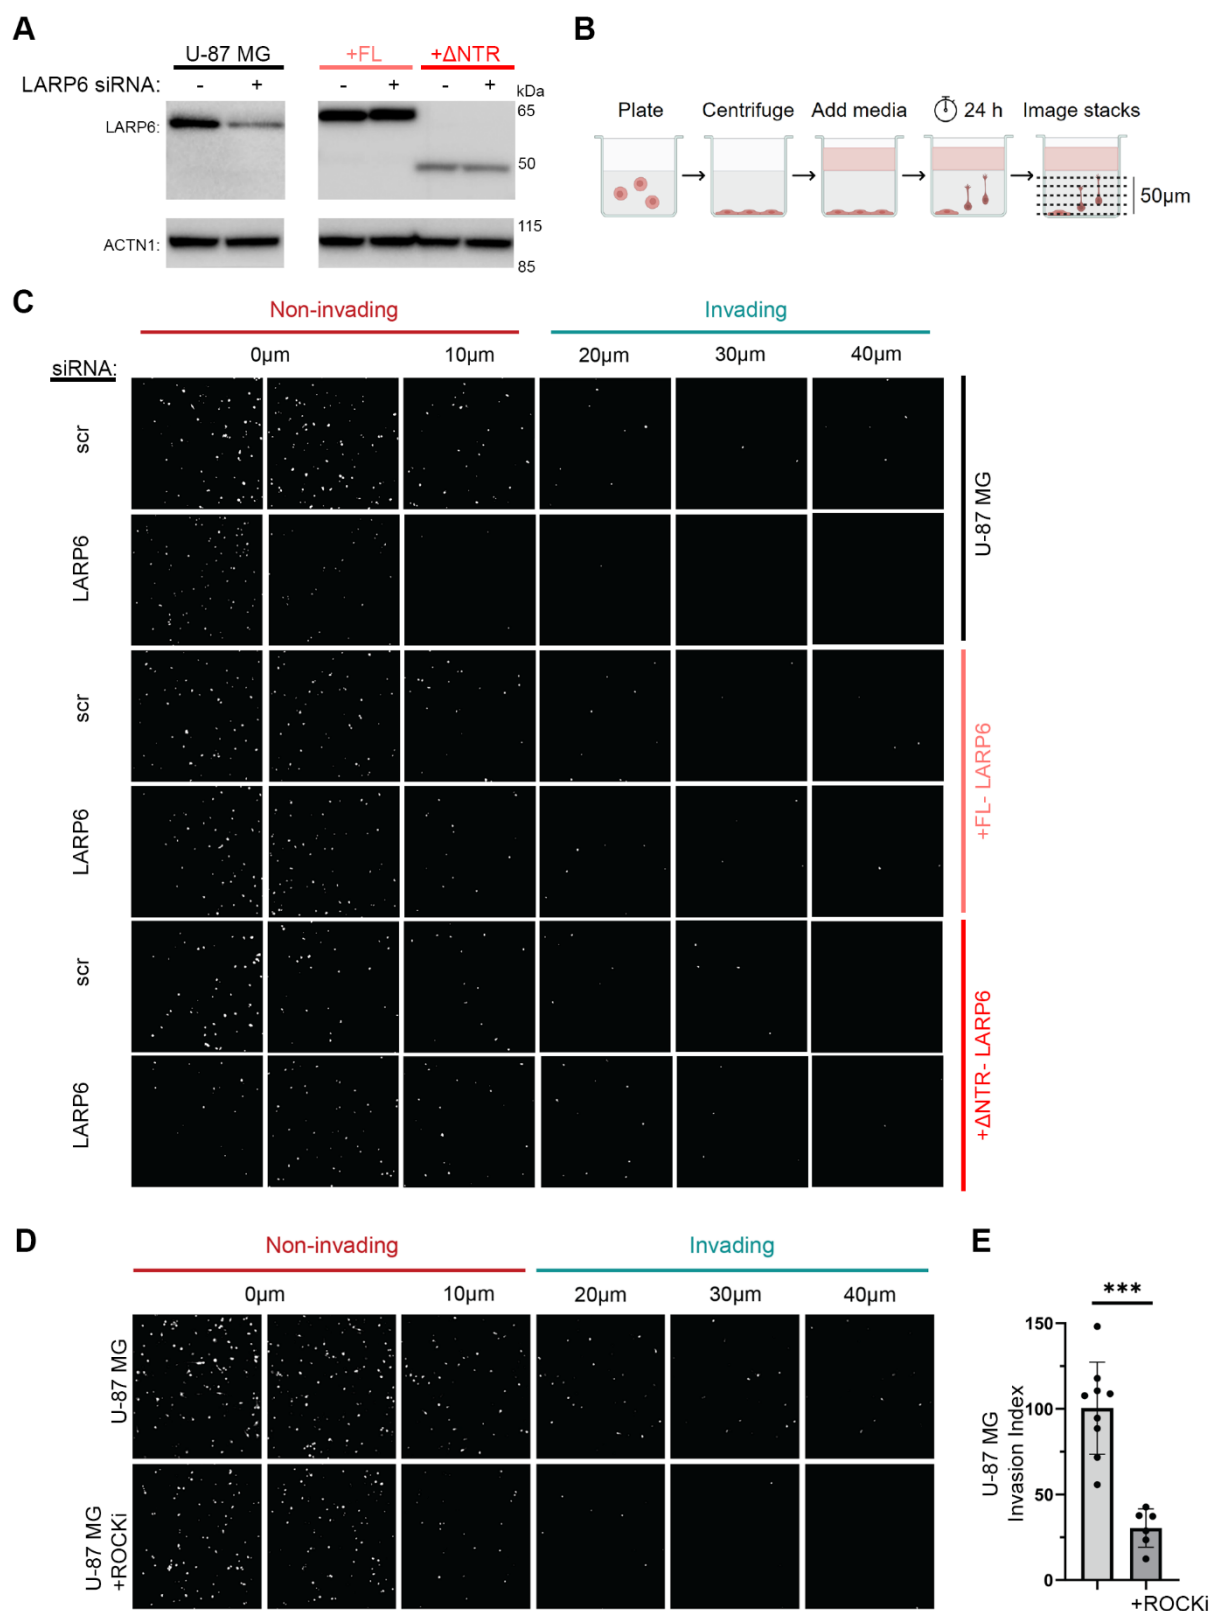 A
U-87 MG
+FL
+ΔNTR
LARP6 siRNA:
-
+
-
+
-
+
kDa
LARP6:
65
50
ACTN1:
115
85
B
Plate
Centrifuge
Add media
24 h
Image stacks
50µm
C
Non-invading
Invading
siRNA:
0µm
10µm
20µm
30µm
40µm
scr
LARP6
U-87 MG
scr
LARP6
+FL- LARP6
scr
LARP6
+ΔNTR- LARP6
D
Non-invading
Invading
0µm
10µm
20µm
30µm
40µm
U-87 MG
U-87 MG
+ROCKi
E
***
U-87 MG
Invasion Index
150
100
50
0
+ROCKi